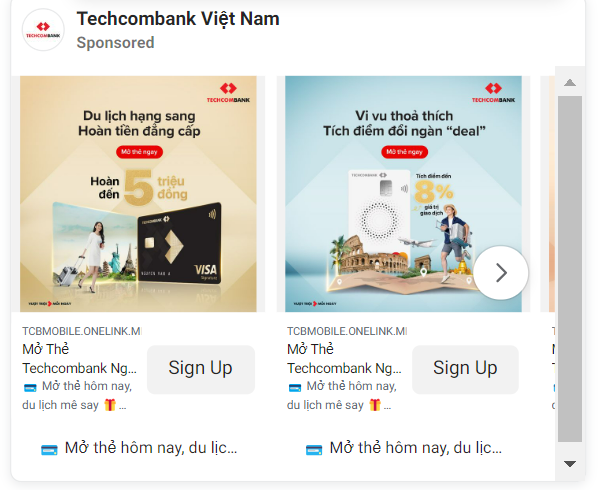 Techcombank Việt Nam
Sponsored
TECHCOMBANK
TECHCOMBANK
Du lịch hạng sang
Hoàn tiền đẳng cấp
Mở thẻ ngay
Hoàn
đến
5
triệu
đồng
TECHCOMBANK
NGUYEN VAN A
VISA
Signature
VƯỢT TRỘI MỖI NGÀY
TECHCOMBANK
Vi vu thoả thích
Tích điểm đổi ngàn “deal”
Mở thẻ ngay
TECHCOMBANK
Tích điểm đến
8%
giá trị
giao dịch
VƯỢT TRỘI MỖI NGÀY
TCBMOBILE.ONELINK.M
Mở Thẻ
Techcombank Ng...
Mở thẻ hôm nay,
du lịch mê say ...
Sign Up
TCBMOBILE.ONELINK.M
Mở Thẻ
Techcombank Ng...
Mở thẻ hôm nay,
du lịch mê say ...
Sign Up
Mở thẻ hôm nay, du lịc...
Mở thẻ hôm nay, du lịc...